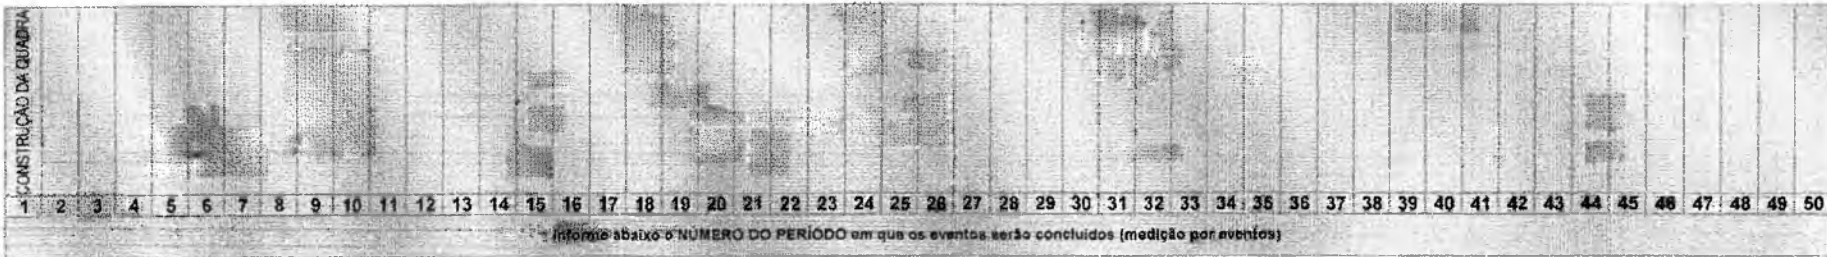 CONSTRUÇÃO DA QUADRA
1 2 3 4 5 6 7 8 9 10 11 12 13 14 15 16 17 18 19 20 21 22 23 24 25 26 27 28 29 30 31 32 33 34 35 36 37 38 39 40 41 42 43 44 45 46 47 48 49 50
Informe abaixo o NÚMERO DO PERÍODO em que os eventos serão concluídos (medição por eventos)